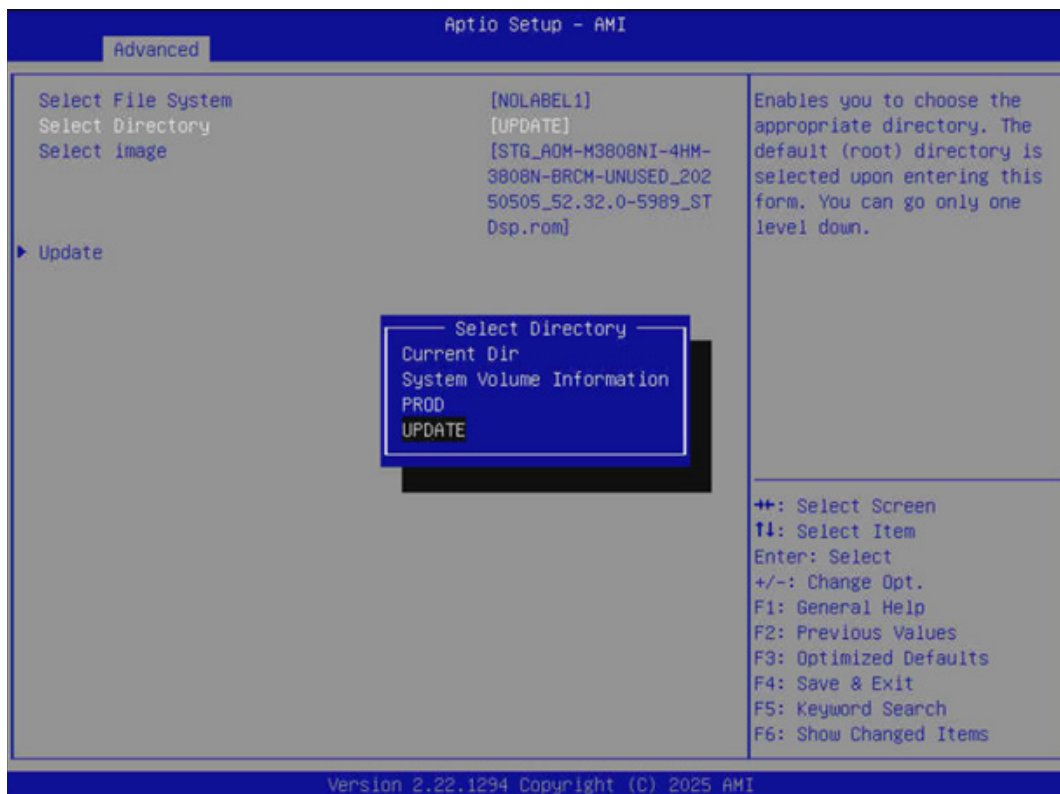 Aptio Setup - AMI
Advanced
Select File System [NOLABEL1]
Select Directory [UPDATE]
Select image [STG_AOM-M3808NI-4HM-
3808N-BRCM-UNUSED_202
50505_52.32.0-5989_ST
Dsp.rom]
Update
Select Directory
Current Dir
System Volume Information
PROD
UPDATE
Enables you to choose the
appropriate directory. The
default (root) directory is
selected upon entering this
form. You can go only one
level down.
→←: Select Screen
↑↓: Select Item
Enter: Select
+/-: Change Opt.
F1: General Help
F2: Previous Values
F3: Optimized Defaults
F4: Save & Exit
F5: Keyword Search
F6: Show Changed Items
Version 2.22.1294 Copyright (C) 2025 AMI